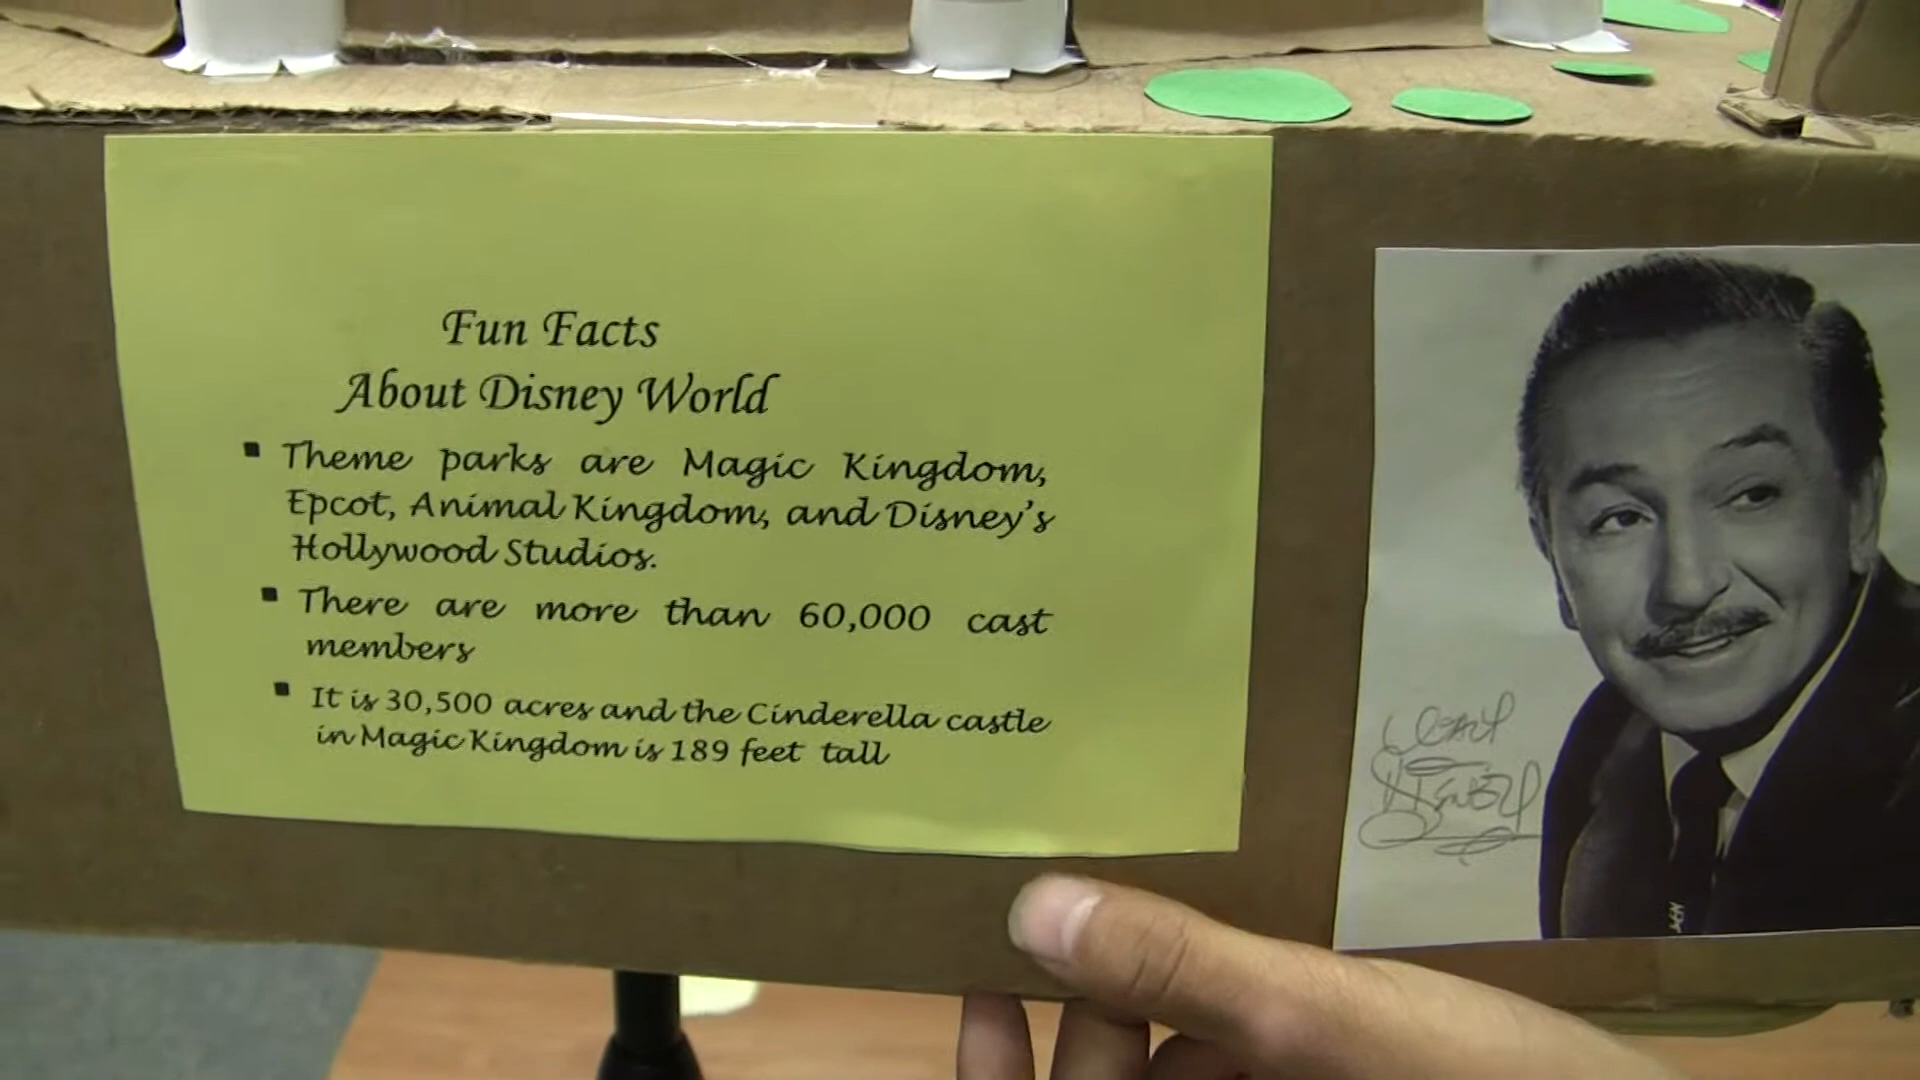 Fun Facts
About Disney World
▪ Theme parks are Magic Kingdom,
Epcot, Animal Kingdom, and Disney's
Hollywood Studios.
▪ There are more than 60,000 cast
members
▪ It is 30,500 acres and the Cinderella castle
in Magic Kingdom is 189 feet tall